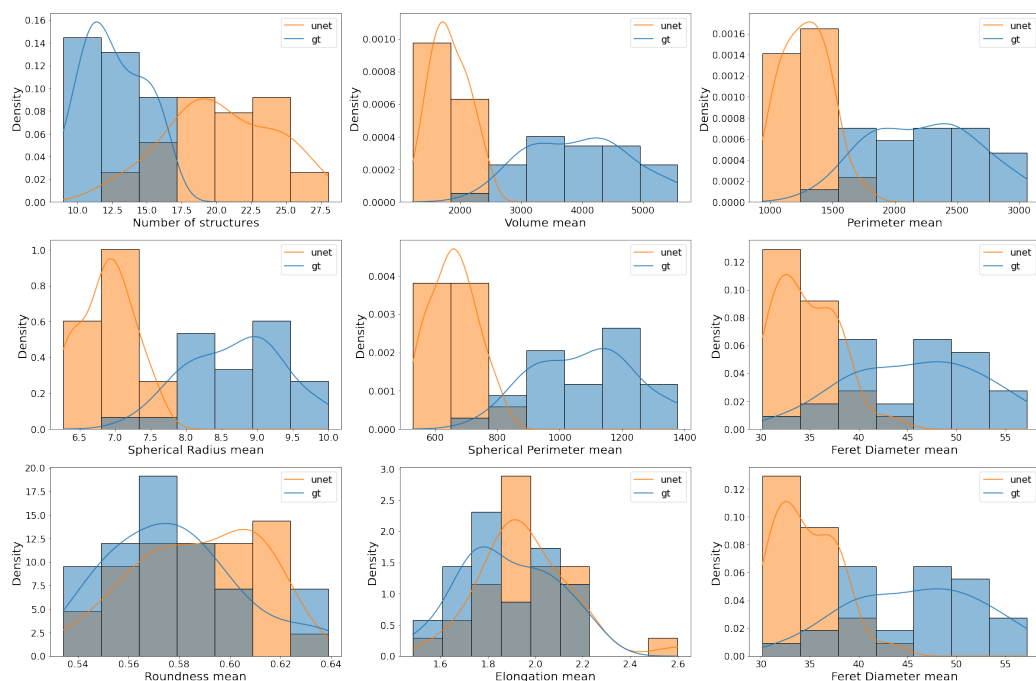 0.16
0.14
0.12
0.10
0.08
0.06
0.04
0.02
0.00
Density
10.0 12.5 15.0 17.5 20.0 22.5 25.0 27.5
Number of structures
unet
gt
0.0010
0.0008
0.0006
0.0004
0.0002
0.0000
Density
2000 3000 4000 5000
Volume mean
unet
gt
0.0016
0.0014
0.0012
0.0010
0.0008
0.0006
0.0004
0.0002
0.0000
Density
1000 1500 2000 2500 3000
Perimeter mean
unet
gt
1.0
0.8
0.6
0.4
0.2
0.0
Density
6.5 7.0 7.5 8.0 8.5 9.0 9.5 10.0
Spherical Radius mean
unet
gt
0.004
0.003
0.002
0.001
0.000
Density
600 800 1000 1200 1400
Spherical Perimeter mean
unet
gt
0.12
0.10
0.08
0.06
0.04
0.02
0.00
Density
30 35 40 45 50 55
Feret Diameter mean
unet
gt
20.0
17.5
15.0
12.5
10.0
7.5
5.0
2.5
0.0
Density
0.54 0.56 0.58 0.60 0.62 0.64
Roundness mean
unet
gt
3.0
2.5
2.0
1.5
1.0
0.5
0.0
Density
1.6 1.8 2.0 2.2 2.4 2.6
Elongation mean
unet
gt
0.12
0.10
0.08
0.06
0.04
0.02
0.00
Density
30 35 40 45 50 55
Feret Diameter mean
unet
gt